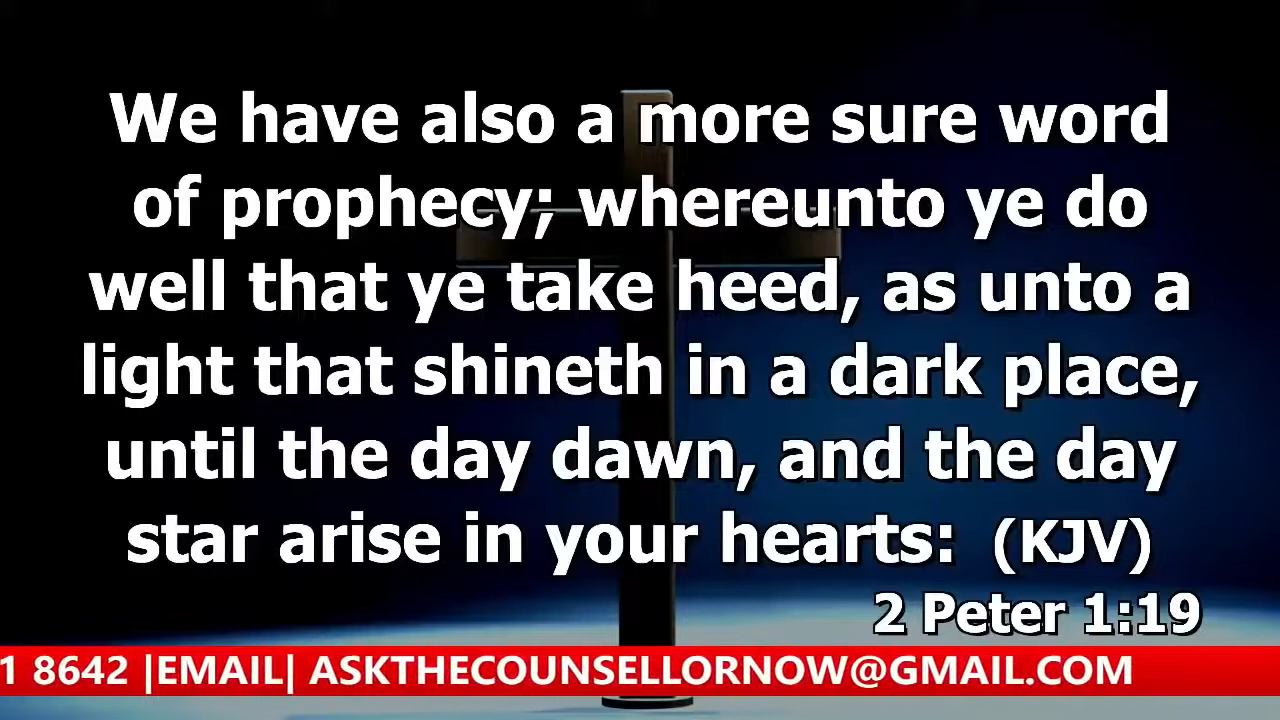 We have also a more sure word
of prophecy; whereunto ye do
well that ye take heed, as unto a
light that shineth in a dark place,
until the day dawn, and the day
star arise in your hearts: (KJV)
2 Peter 1:19
1 8642 |EMAIL| ASKTHECOUNSELLORNOW@GMAIL.COM